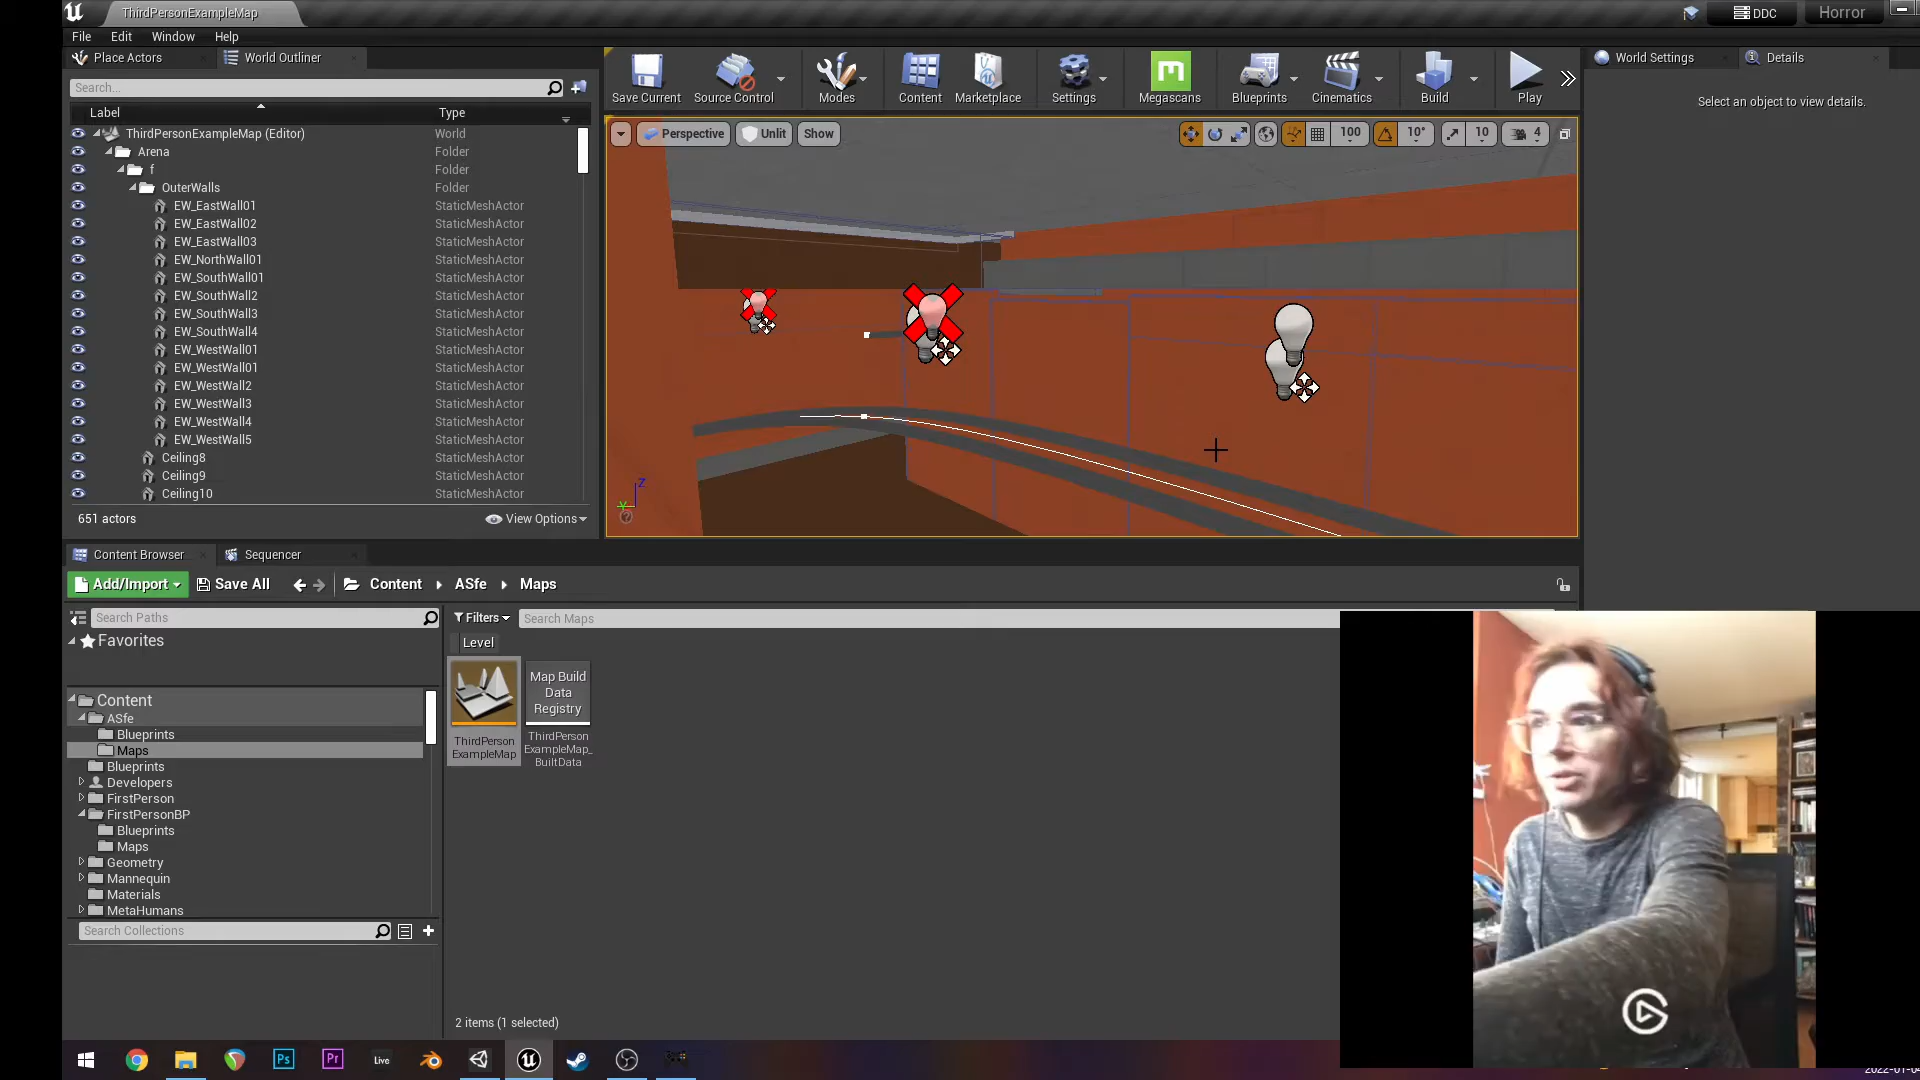 ThirdPersonExampleMap
DDC
Horror
File Edit Window Help
Place Actors
World Outliner
Search...
Label Type
ThirdPersonExampleMap (Editor) World
Arena Folder
f Folder
OuterWalls Folder
EW_EastWall01 StaticMeshActor
EW_EastWall02 StaticMeshActor
EW_EastWall03 StaticMeshActor
EW_NorthWall01 StaticMeshActor
EW_SouthWall01 StaticMeshActor
EW_SouthWall2 StaticMeshActor
EW_SouthWall3 StaticMeshActor
EW_SouthWall4 StaticMeshActor
EW_WestWall01 StaticMeshActor
EW_WestWall01 StaticMeshActor
EW_WestWall2 StaticMeshActor
EW_WestWall3 StaticMeshActor
EW_WestWall4 StaticMeshActor
EW_WestWall5 StaticMeshActor
Ceiling8 StaticMeshActor
Ceiling9 StaticMeshActor
Ceiling10 StaticMeshActor
651 actors
View Options
Save Current
Source Control
Modes
Content
Marketplace
Settings
Megascans
Blueprints
Cinematics
Build
Play
Perspective
Unlit
Show
100
10°
10
4
Z
Y
World Settings
Details
Select an object to view details.
Content Browser
Sequencer
Add/Import
Save All
Content
ASfe
Maps
Search Paths
Favorites
Content
ASfe
Blueprints
Maps
Blueprints
Developers
FirstPerson
FirstPersonBP
Blueprints
Maps
Geometry
Mannequin
Materials
MetaHumans
Search Collections
Filters
Search Maps
Level
ThirdPerson
ExampleMap
Map Build
Data
Registry
ThirdPerson
ExampleMap_
BuiltData
2 items (1 selected)
Ps
Pr
Live